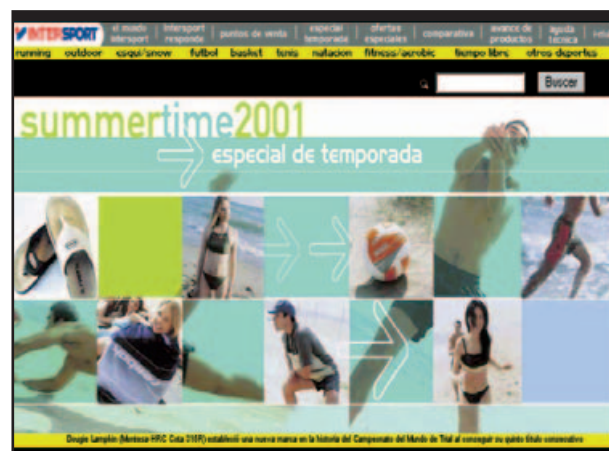 INTERSPORT
el mundo intersport
intersport responde
puntos de venta
especial temporada
ofertas especiales
comparativa
avance de productos
ayuda técnica
running outdoor esqui/snow futbol basket tenis natacion fitness/aerobic tiempo libre otros deportes
Buscar
summertime2001
especial de temporada
Dougie Lampkin (Montesa-HRC Cota 315R) estableció una nueva marca en la historia del Campeonato del Mundo de Trial al conseguir su quinto título consecutivo